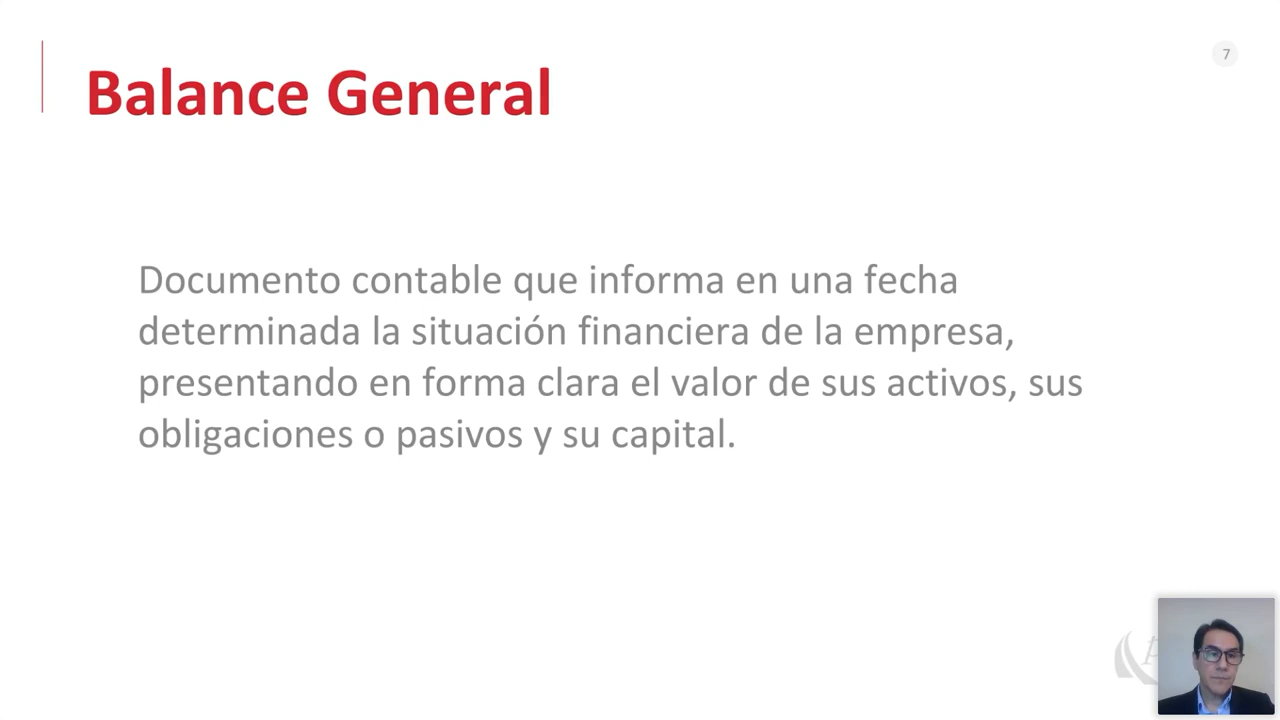 7
Balance General
Documento contable que informa en una fecha
determinada la situación financiera de la empresa,
presentando en forma clara el valor de sus activos, sus
obligaciones o pasivos y su capital.